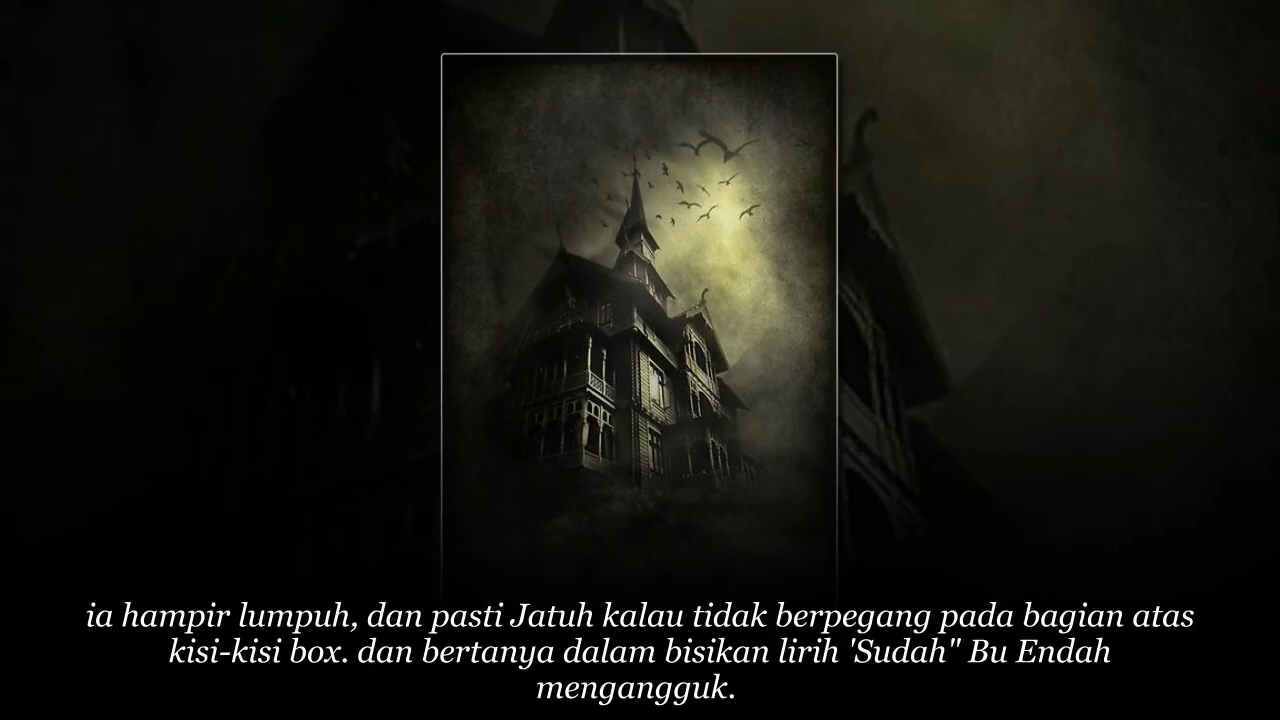 ia hampir lumpuh, dan pasti Jatuh kalau tidak berpegang pada bagian atas
kisi-kisi box. dan bertanya dalam bisikan lirih 'Sudah" Bu Endah
mengangguk.